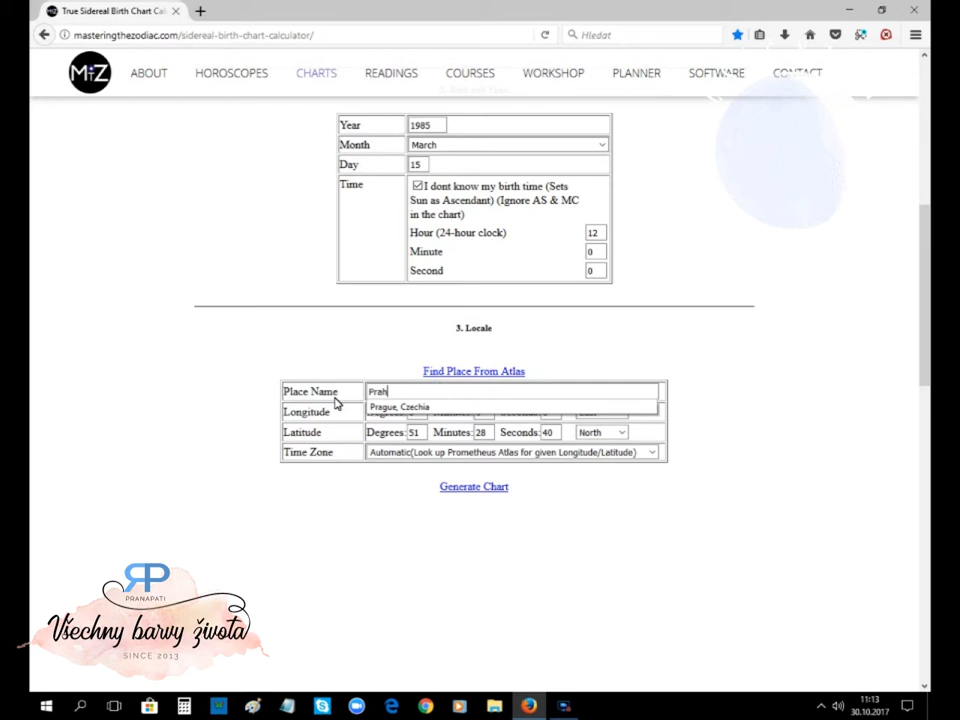 True Sidereal Birth Chart Cal
masteringthezodiac.com/sidereal-birth-chart-calculator/
Hledat
MTZ
ABOUT HOROSCOPES CHARTS READINGS COURSES WORKSHOP PLANNER SOFTWARE CONTACT
Year 1985
Month March
Day 15
Time I dont know my birth time (Sets
Sun as Ascendant) (Ignore AS & MC
in the chart)
Hour (24-hour clock) 12
Minute 0
Second 0
3. Locale
Find Place From Atlas
Place Name Prah
Prague, Czechia
Longitude
Latitude Degrees: 51 Minutes: 28 Seconds: 40 North
Time Zone Automatic(Look up Prometheus Atlas for given Longitude/Latitude)
Generate Chart
RP
PRANAPATI
Všechny barvy života
SINCE 2013
11:13
30.10.2017